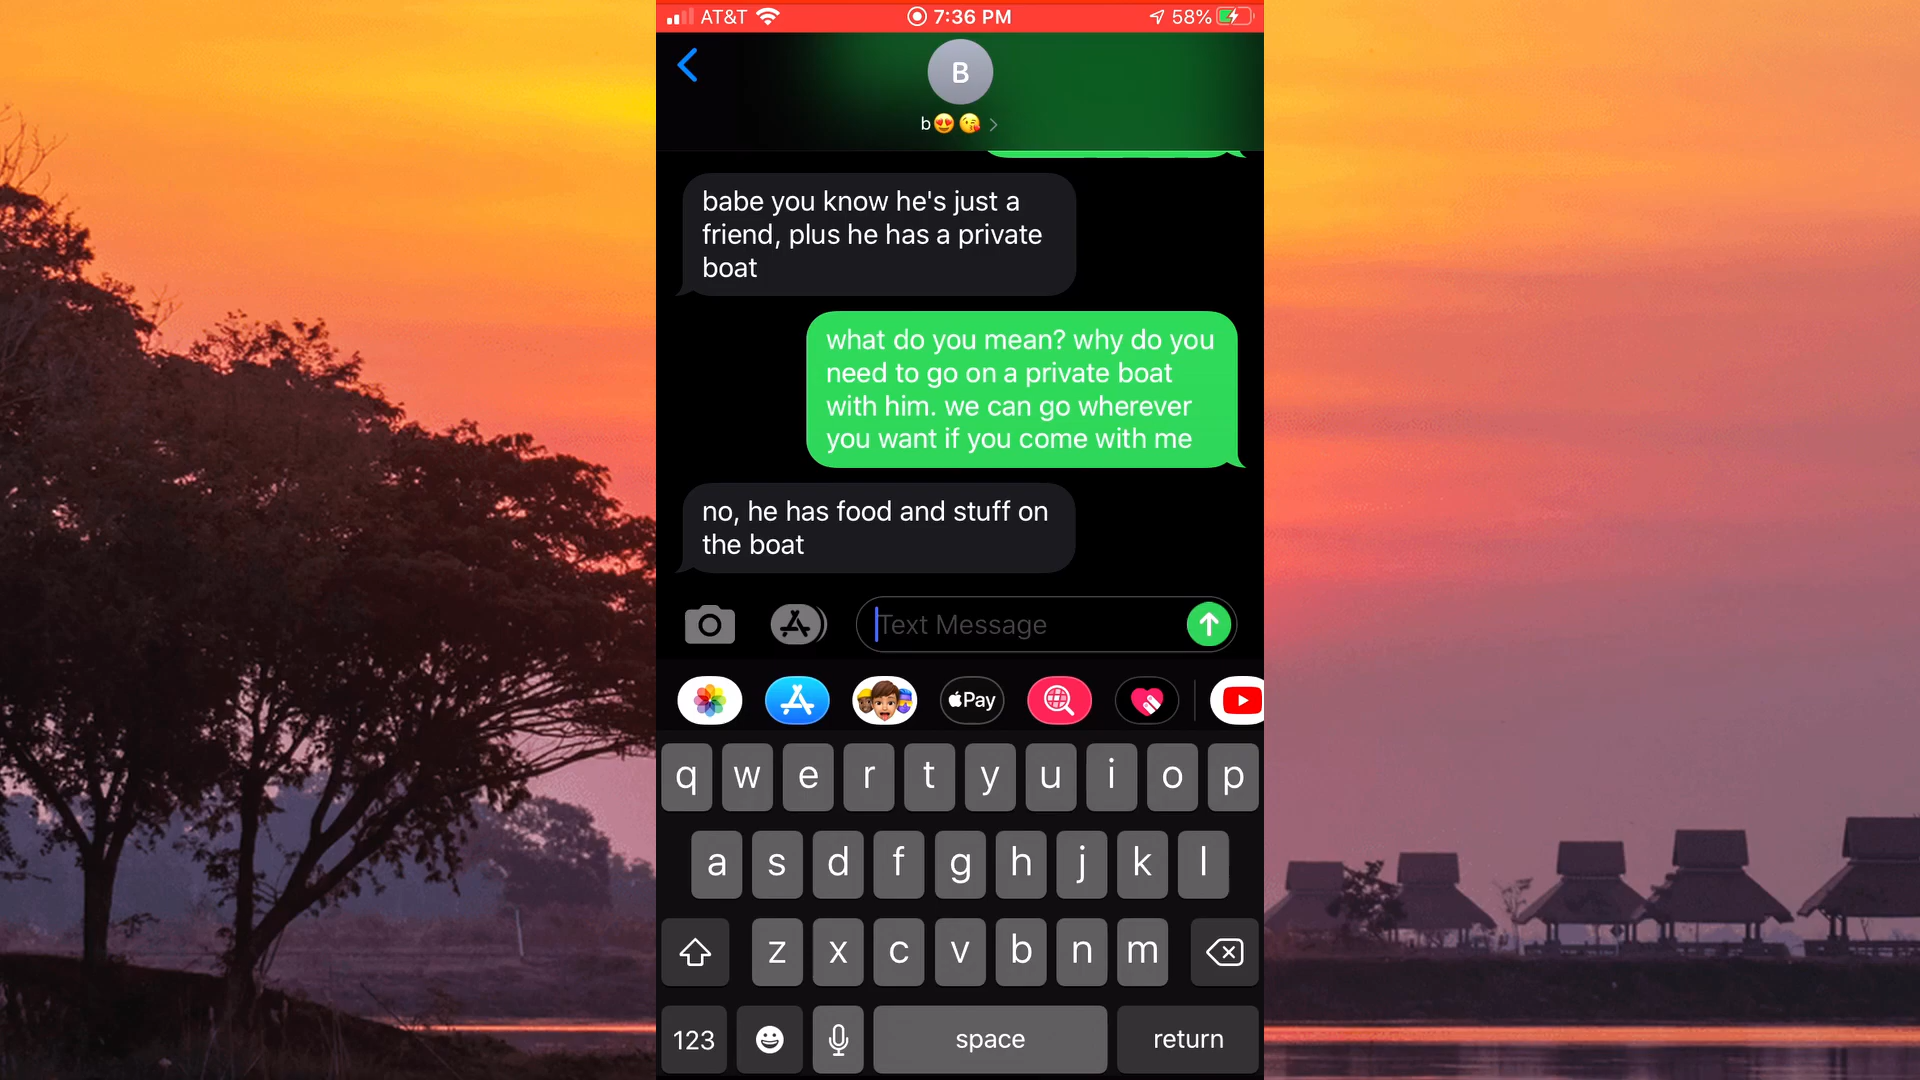 AT&T 7:36 PM 58%
B
b😍😘
babe you know he's just a
friend, plus he has a private
boat
what do you mean? why do you
need to go on a private boat
with him. we can go wherever
you want if you come with me
no, he has food and stuff on
the boat
Text Message
Pay
q w e r t y u i o p
a s d f g h j k l
z x c v b n m
123 space return